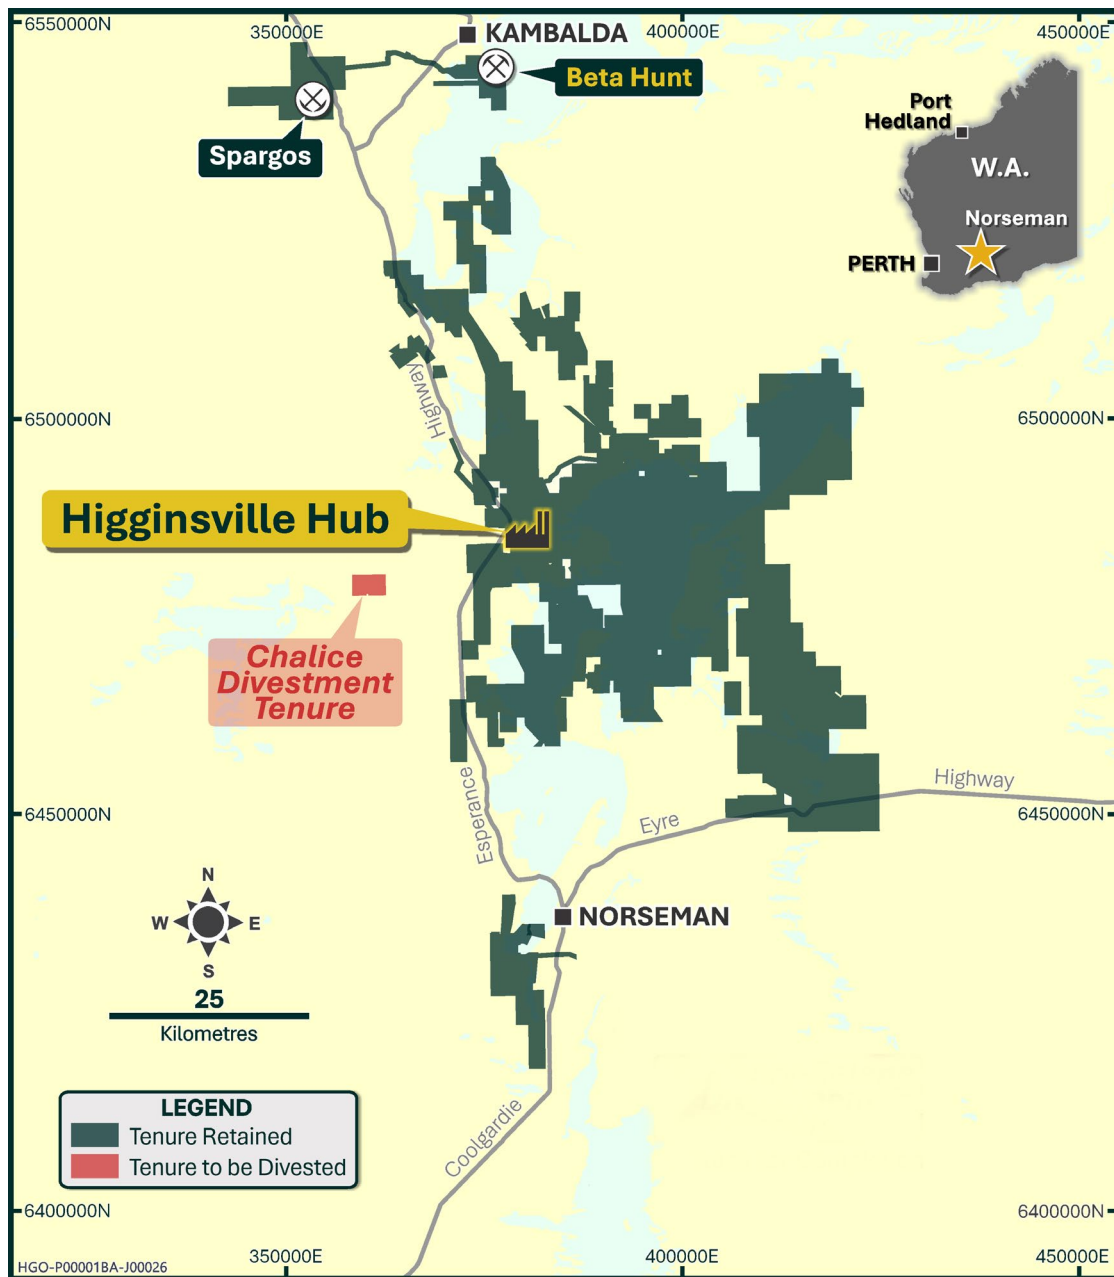 6550000N
350000E
KAMBALDA
400000E
450000E
Beta Hunt
Spargos
Port
Hedland
W.A.
Norseman
PERTH
Highway
6500000N
6500000N
Higginsville Hub
Chalice
Divestment
Tenure
Esperance
Eyre
Highway
6450000N
6450000N
N
W
E
S
NORSEMAN
25
Kilometres
LEGEND
Tenure Retained
Tenure to be Divested
Coolgardie
6400000N
6400000N
350000E
400000E
450000E
HGO-P00001BA-J00026